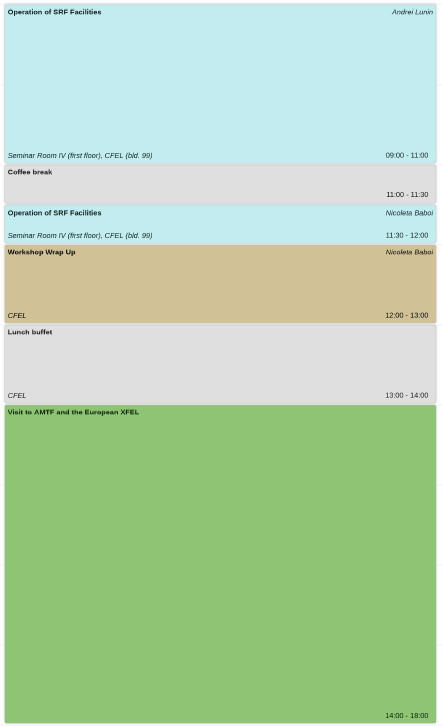 Operation of SRF Facilities Andrei Lunin
Seminar Room IV (first floor), CFEL (bld. 99) 09:00 - 11:00
Coffee break
11:00 - 11:30
Operation of SRF Facilities Nicoleta Baboi
Seminar Room IV (first floor), CFEL (bld. 99) 11:30 - 12:00
Workshop Wrap Up Nicoleta Baboi
CFEL 12:00 - 13:00
Lunch buffet
CFEL 13:00 - 14:00
Visit to AMTF and the European XFEL
14:00 - 18:00